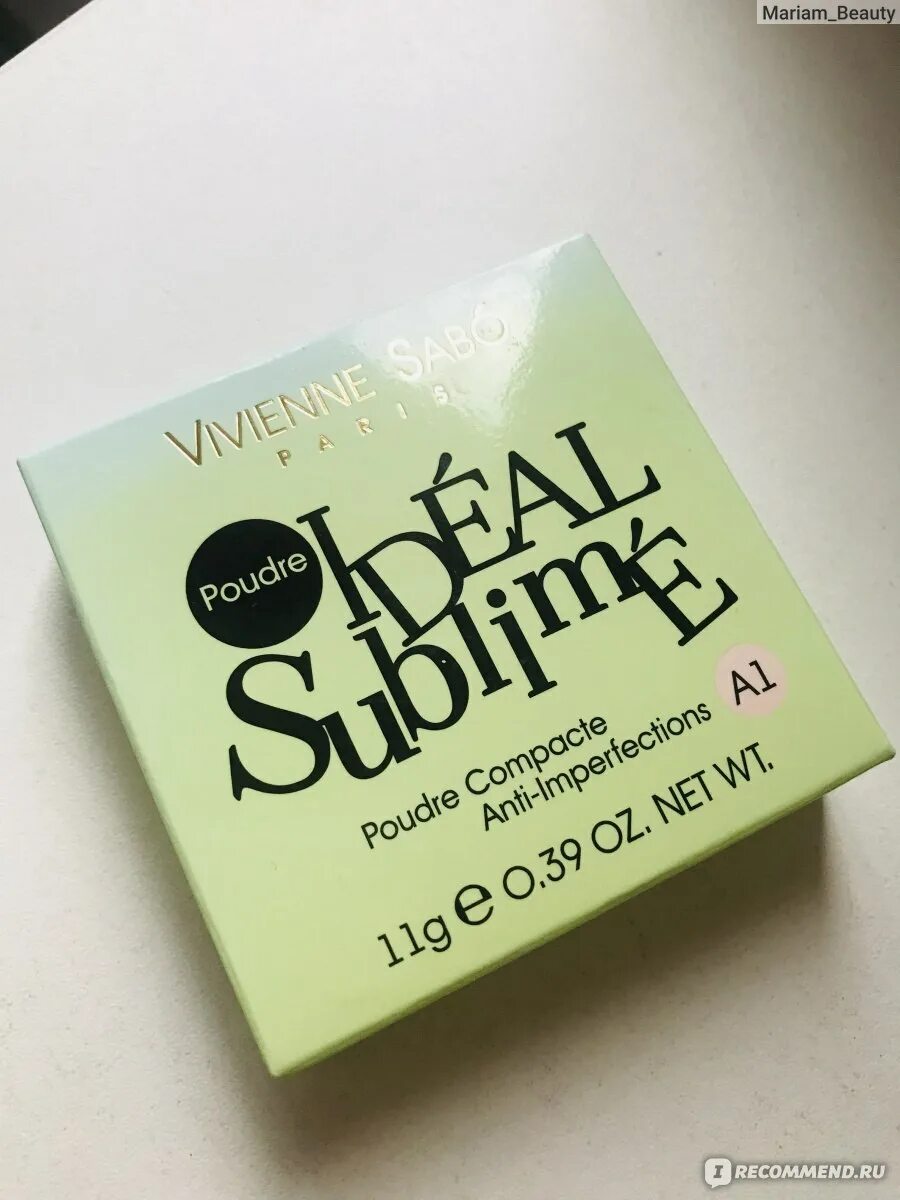 Mariam_Beauty
VIVIENNE SABÓ
PARIS
Poudre
IDÉAL
SUBLIMÉ
Poudre Compacte
Anti-Imperfections
A1
11g e 0.39 OZ. NET WT.
IRECOMMEND.RU